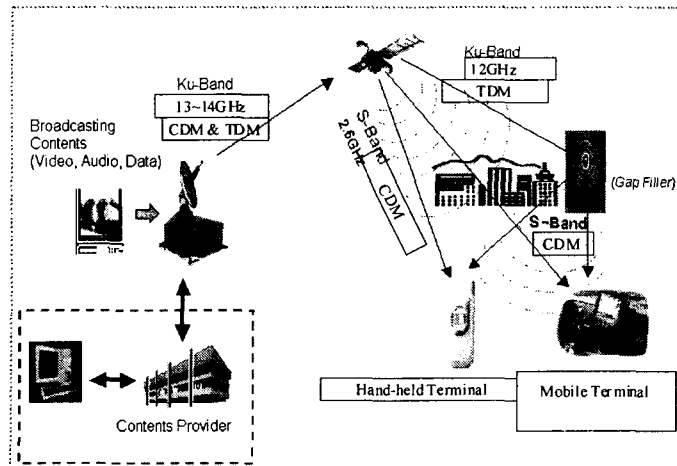 Ku-Band
13~14GHz
CDM & TDM
Broadcasting
Contents
(Video, Audio, Data)
Ku-Band
12GHz
TDM
S-Band
2.6GHz
CDM
(Gap Filler)
S-Band
CDM
Hand-held Terminal
Mobile Terminal
Contents Provider